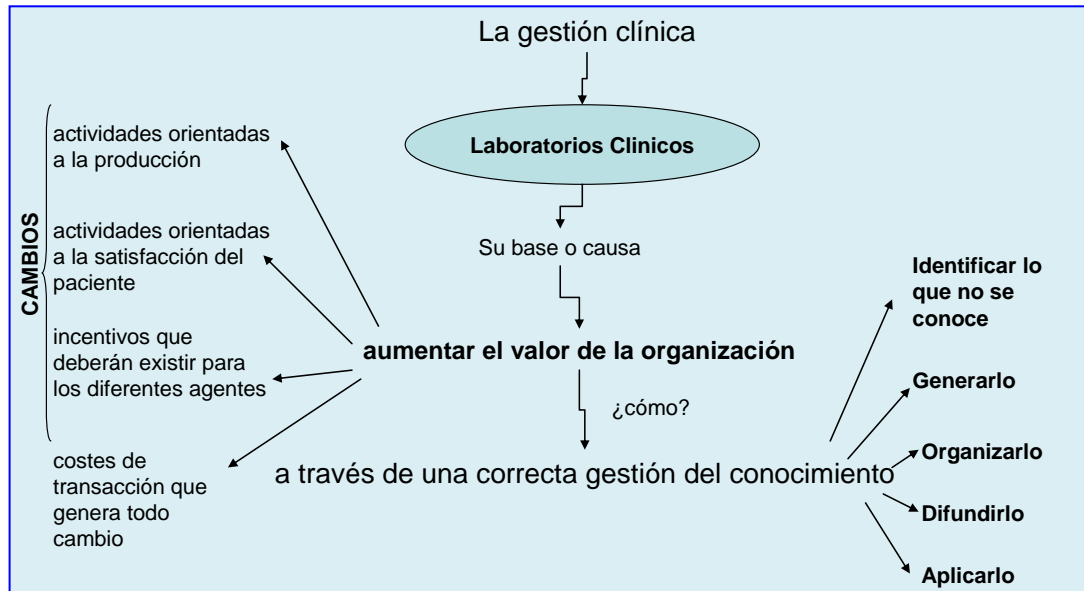 La gestión clínica
Laboratorios Clinicos
Su base o causa
aumentar el valor de la organización
¿cómo?
a través de una correcta gestión del conocimiento
CAMBIOS
actividades orientadas
a la producción
actividades orientadas
a la satisfacción del
paciente
incentivos que
deberán existir para
los diferentes agentes
costes de
transacción que
genera todo
cambio
Identificar lo
que no se
conoce
Generarlo
Organizarlo
Difundirlo
Aplicarlo